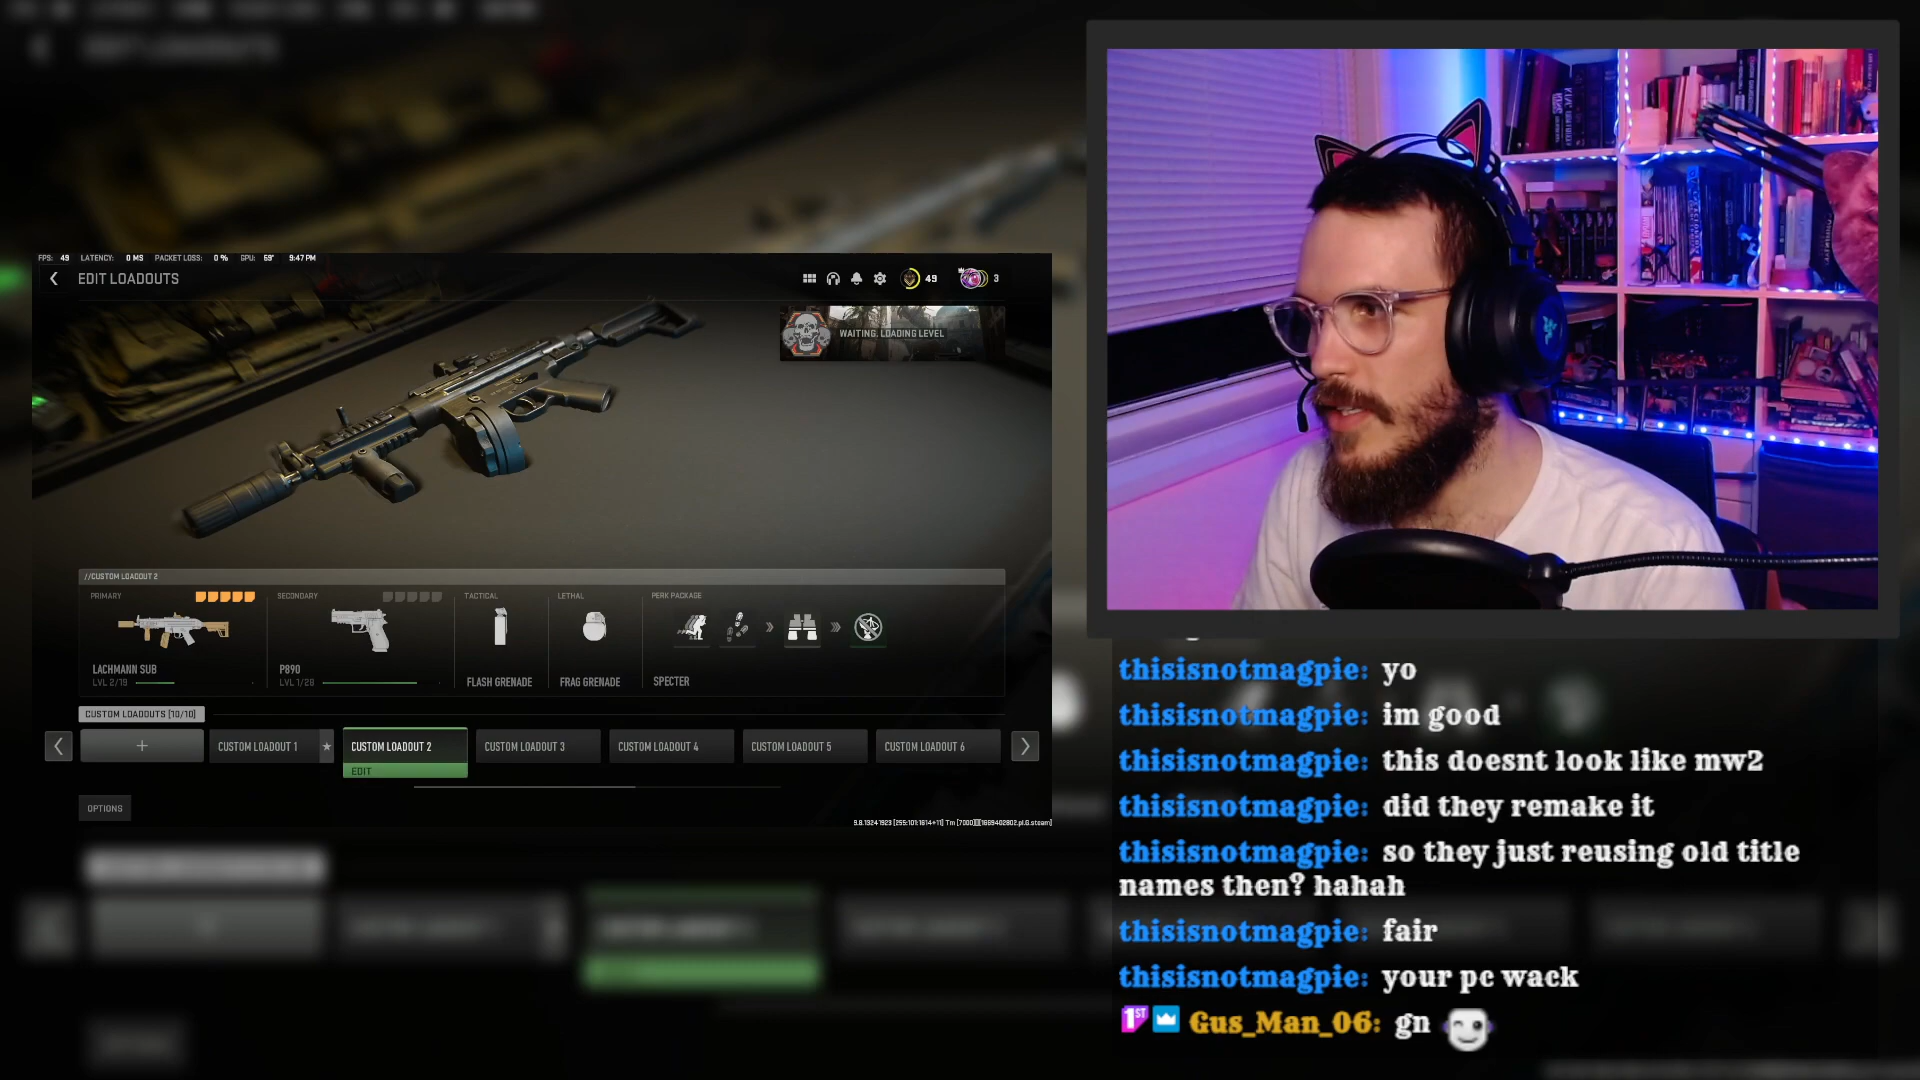 FPS: 49 LATENCY: 0 MS PACKET LOSS: 0 % GPU: 69° 9:47 PM
EDIT LOADOUTS
49
3
WAITING. LOADING LEVEL
//CUSTOM LOADOUT 2
PRIMARY
SECONDARY
TACTICAL
LETHAL
PERK PACKAGE
LACHMANN SUB
LVL 2/19
P890
LVL 1/28
FLASH GRENADE
FRAG GRENADE
SPECTER
CUSTOM LOADOUTS [10/10]
CUSTOM LOADOUT 1
CUSTOM LOADOUT 2
EDIT
CUSTOM LOADOUT 3
CUSTOM LOADOUT 4
CUSTOM LOADOUT 5
CUSTOM LOADOUT 6
OPTIONS
thisisnotmagpie: yo
thisisnotmagpie: im good
thisisnotmagpie: this doesnt look like mw2
thisisnotmagpie: did they remake it
thisisnotmagpie: so they just reusing old title
names then? hahah
thisisnotmagpie: fair
thisisnotmagpie: your pc wack
1ST Gus_Man_06: gn